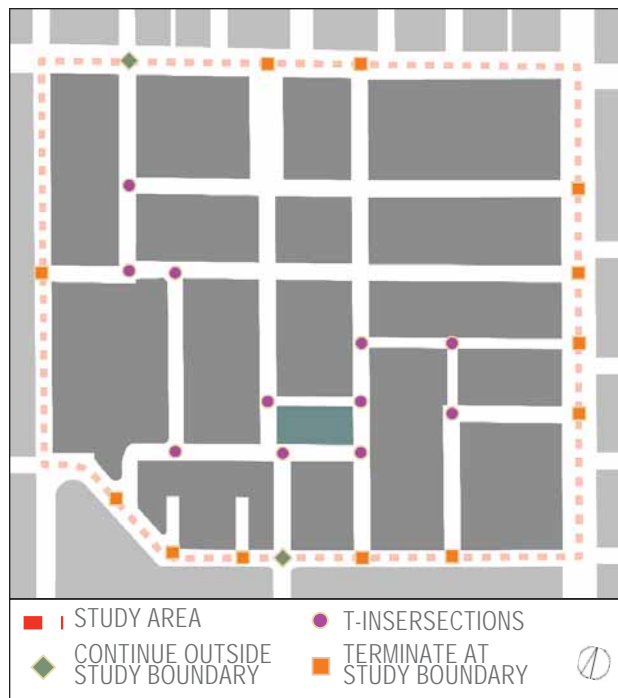 STUDY AREA
T-INSERSECTIONS
CONTINUE OUTSIDE
STUDY BOUNDARY
TERMINATE AT
STUDY BOUNDARY